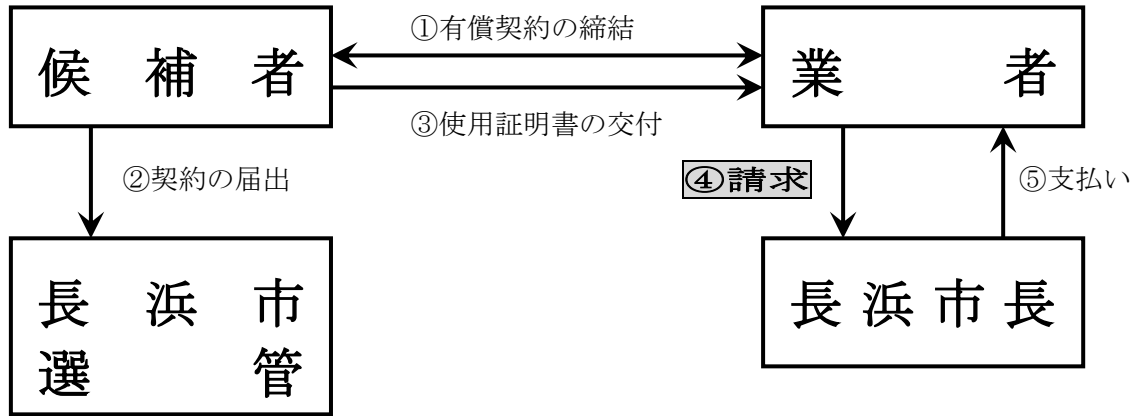 ①有償契約の締結
候補者
業者
③使用証明書の交付
②契約の届出
④請求
⑤支払い
長浜市
選管
長浜市長